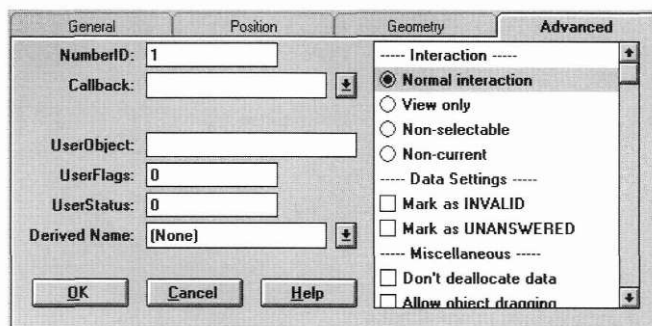 General Position Geometry Advanced
NumberID: 1
Callback:
UserObject:
UserFlags: 0
UserStatus: 0
Derived Name: (None)
OK Cancel Help
----- Interaction -----
Normal interaction
View only
Non-selectable
Non-current
----- Data Settings -----
Mark as INVALID
Mark as UNANSWERED
----- Miscellaneous -----
Don't deallocate data
Allow object dragging